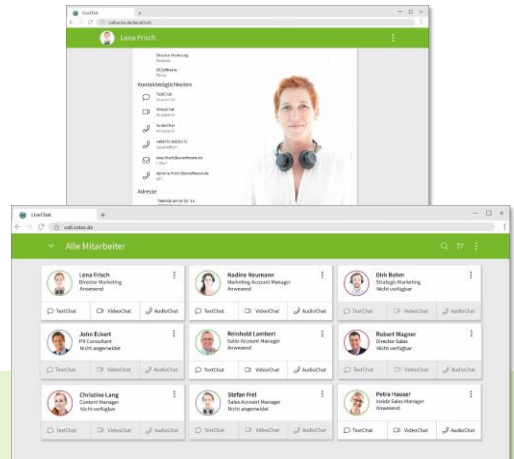 LiveChat
Lena Frisch
Director Marketing
Kontaktmöglichkeiten
TextChat
Anwesend
VideoChat
Anwesend
AudioChat
Anwesend
Adresse
LiveChat
call.estos.de
Alle Mitarbeiter
Lena Frisch
Director Marketing
Anwesend
TextChat VideoChat AudioChat
Nadine Neumann
Marketing Account Manager
Anwesend
TextChat VideoChat AudioChat
Dirk Bohm
Strategic Marketing
Nicht verfügbar
TextChat VideoChat AudioChat
John Eckert
PR Consultant
Nicht angemeldet
TextChat VideoChat AudioChat
Reinhold Lambert
Sales Account Manager
Anwesend
TextChat VideoChat AudioChat
Robert Wagner
Director Sales
Nicht verfügbar
TextChat VideoChat AudioChat
Christine Lang
Content Manager
Nicht verfügbar
TextChat VideoChat AudioChat
Stefan Frei
Sales Account Manager
Nicht angemeldet
TextChat VideoChat AudioChat
Petra Hauser
Inside Sales Manager
Anwesend
TextChat VideoChat AudioChat